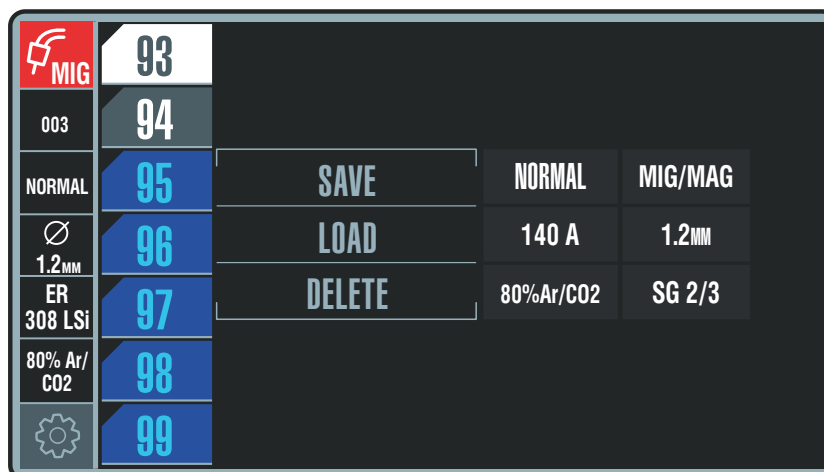 MIG
003
NORMAL
Ø
1.2MM
ER
308 LSi
80% Ar/
CO2
93
94
95
96
97
98
99
SAVE
LOAD
DELETE
NORMAL MIG/MAG
140 A 1.2MM
80%Ar/CO2 SG 2/3